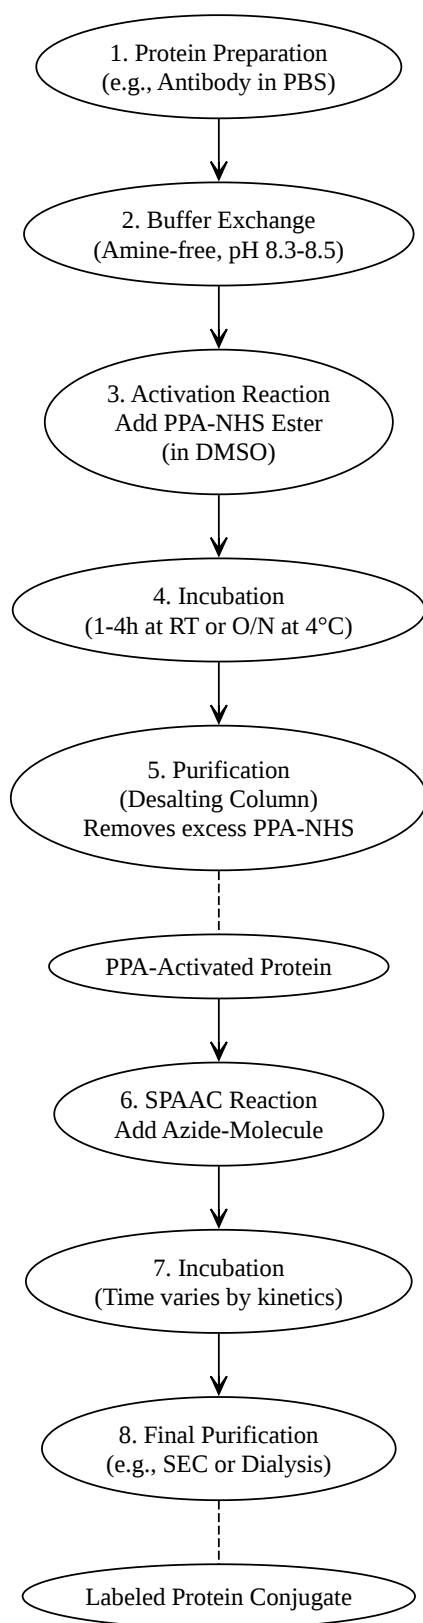 1. Protein Preparation
(e.g., Antibody in PBS)
2. Buffer Exchange
(Amine-free, pH 8.3-8.5)
3. Activation Reaction
Add PPA-NHS Ester
(in DMSO)
4. Incubation
(1-4h at RT or O/N at 4°C)
5. Purification
(Desalting Column)
Removes excess PPA-NHS
PPA-Activated Protein
6. SPAAC Reaction
Add Azide-Molecule
7. Incubation
(Time varies by kinetics)
8. Final Purification
(e.g., SEC or Dialysis)
Labeled Protein Conjugate